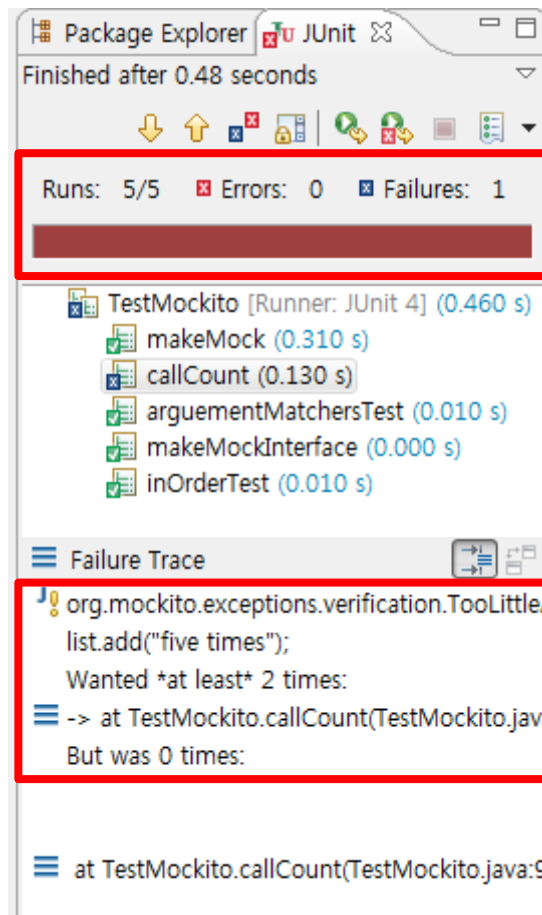 Package Explorer JUnit
Finished after 0.48 seconds
Runs: 5/5 Errors: 0 Failures: 1
TestMockito [Runner: JUnit 4] (0.460 s)
makeMock (0.310 s)
callCount (0.130 s)
arguementMatchersTest (0.010 s)
makeMockInterface (0.000 s)
inOrderTest (0.010 s)
Failure Trace
org.mockito.exceptions.verification.TooLittle
list.add("five times");
Wanted *at least* 2 times:
-> at TestMockito.callCount(TestMockito.jav
But was 0 times:
at TestMockito.callCount(TestMockito.java:9